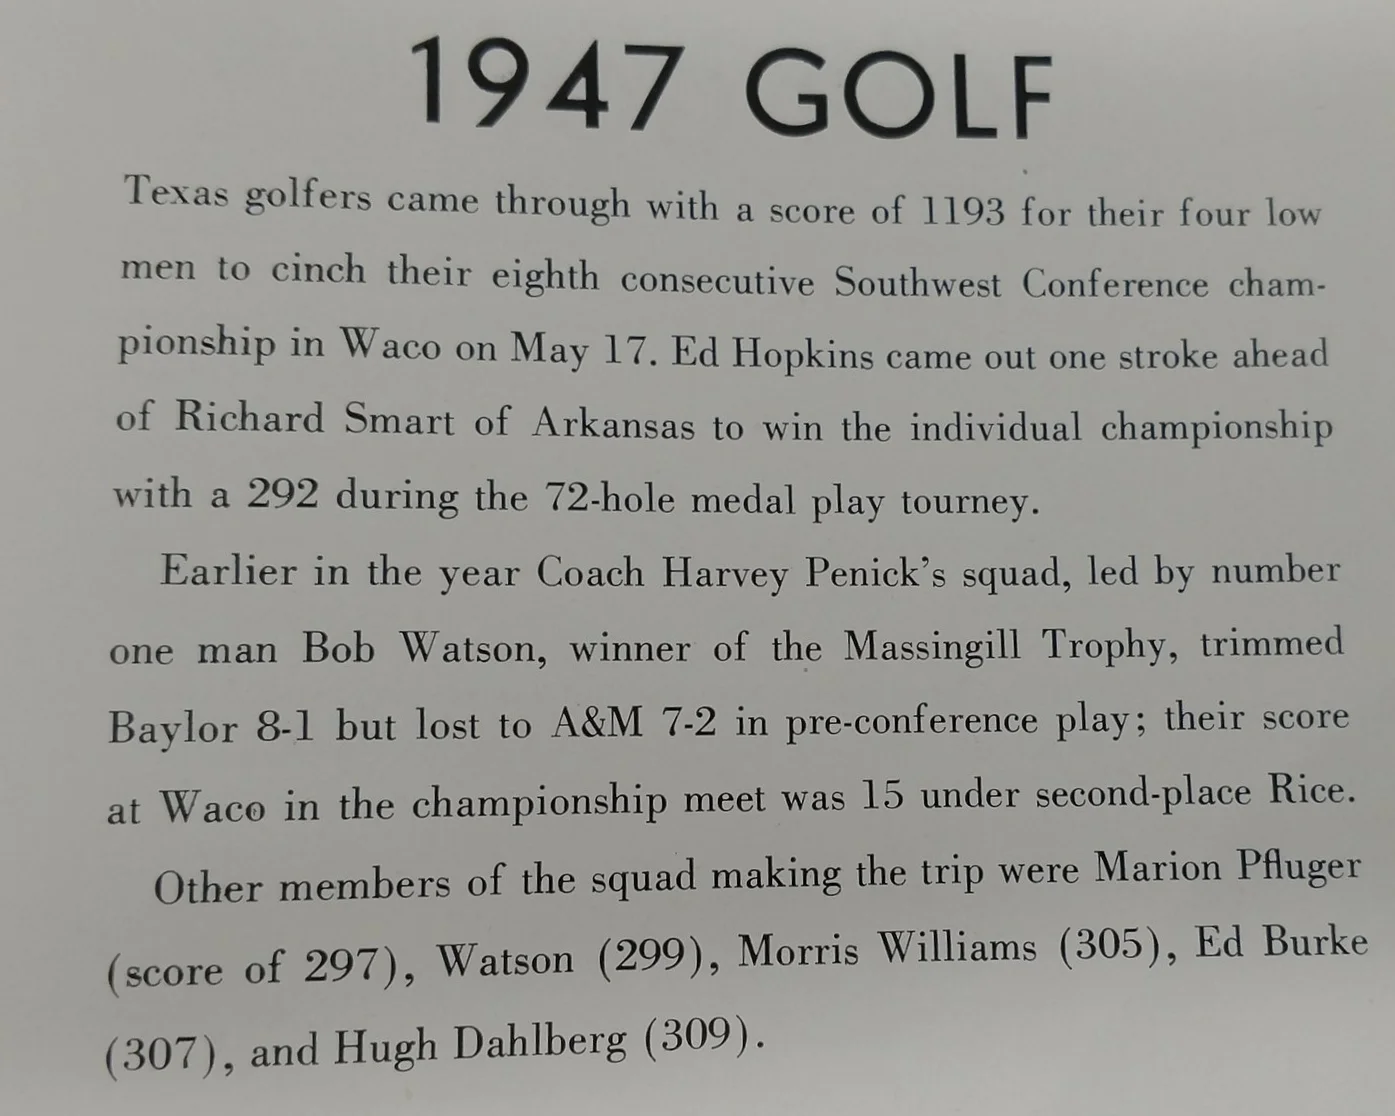 1947 GOLF
Texas golfers came through with a score of 1193 for their four low
men to cinch their eighth consecutive Southwest Conference cham-
pionship in Waco on May 17. Ed Hopkins came out one stroke ahead
of Richard Smart of Arkansas to win the individual championship
with a 292 during the 72-hole medal play tourney.
Earlier in the year Coach Harvey Penick's squad, led by number
one man Bob Watson, winner of the Massingill Trophy, trimmed
Baylor 8-1 but lost to A&M 7-2 in pre-conference play; their score
at Waco in the championship meet was 15 under second-place Rice.
Other members of the squad making the trip were Marion Pfluger
(score of 297), Watson (299), Morris Williams (305), Ed Burke
(307), and Hugh Dahlberg (309).